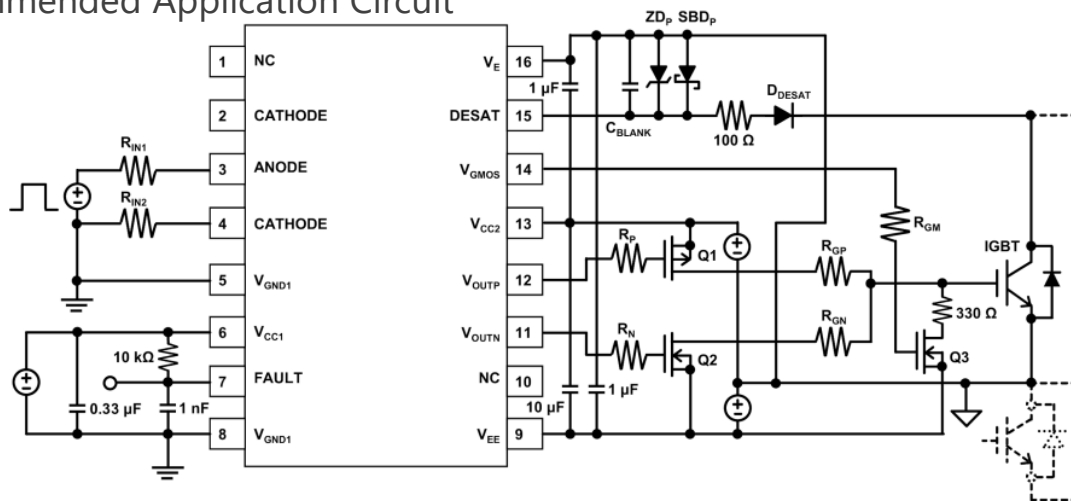 mended Application Circuit
ZDP SBDP
1 NC
VE 16
1 µF
2 CATHODE
DESAT 15
CBLANK
100 Ω
DDESAT
RIN1
3 ANODE
VGMOS 14
RIN2
4 CATHODE
VCC2 13
RGM
IGBT
RP
Q1
RGP
5 VGND1
VOUTP 12
330 Ω
6 VCC1
VOUTN 11
RN
Q2
RGN
Q3
10 kΩ
7 FAULT
NC 10
0.33 µF
1 nF
10 µF
1 µF
8 VGND1
VEE 9